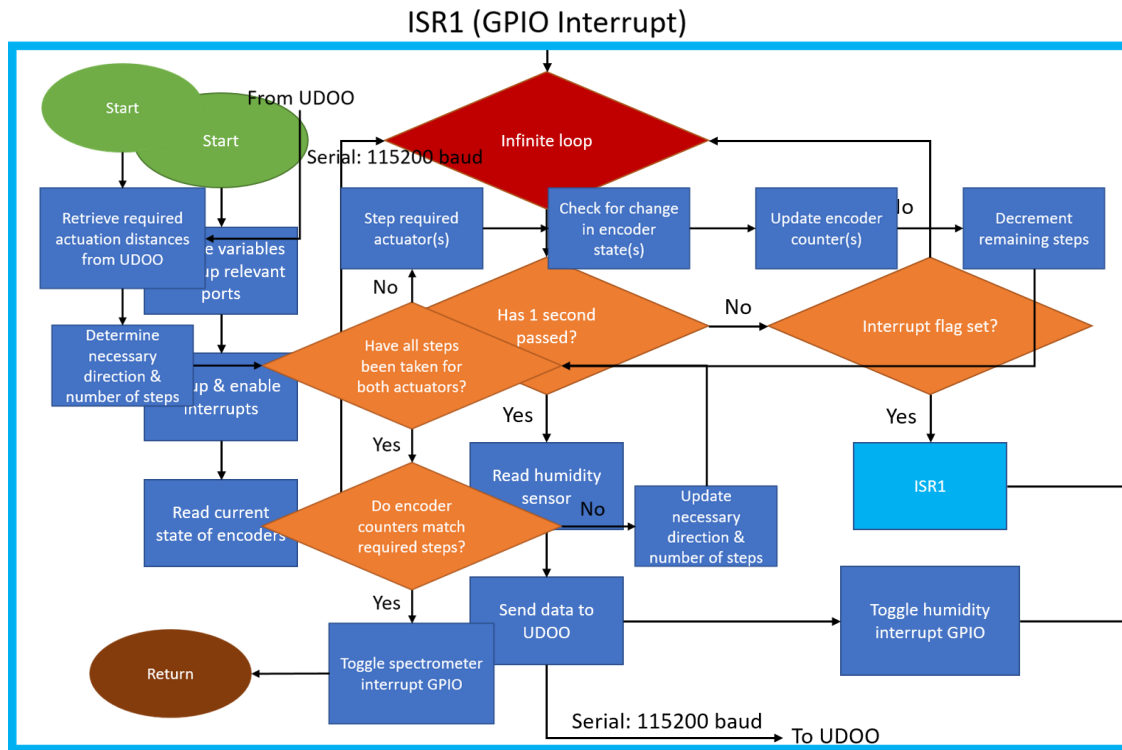 ISR1 (GPIO Interrupt)
Start
Start
From UDOO
Serial: 115200 baud
Infinite loop
Retrieve required
actuation distances
from UDOO
variables
up relevant
ports
Step required
actuator(s)
Check for change
in encoder
state(s)
Update encoder
counter(s)
No
Decrement
remaining steps
No
Has 1 second
passed?
No
Interrupt flag set?
Determine
necessary
direction &
number of steps
up & enable
interrupts
Have all steps
been taken for
both actuators?
Yes
Yes
Yes
Read current
state of encoders
Do encoder
counters match
required steps?
Read humidity
sensor
No
Update
necessary
direction &
number of steps
ISR1
Yes
Send data to
UDOO
Toggle humidity
interrupt GPIO
Return
Toggle spectrometer
interrupt GPIO
Serial: 115200 baud
To UDOO